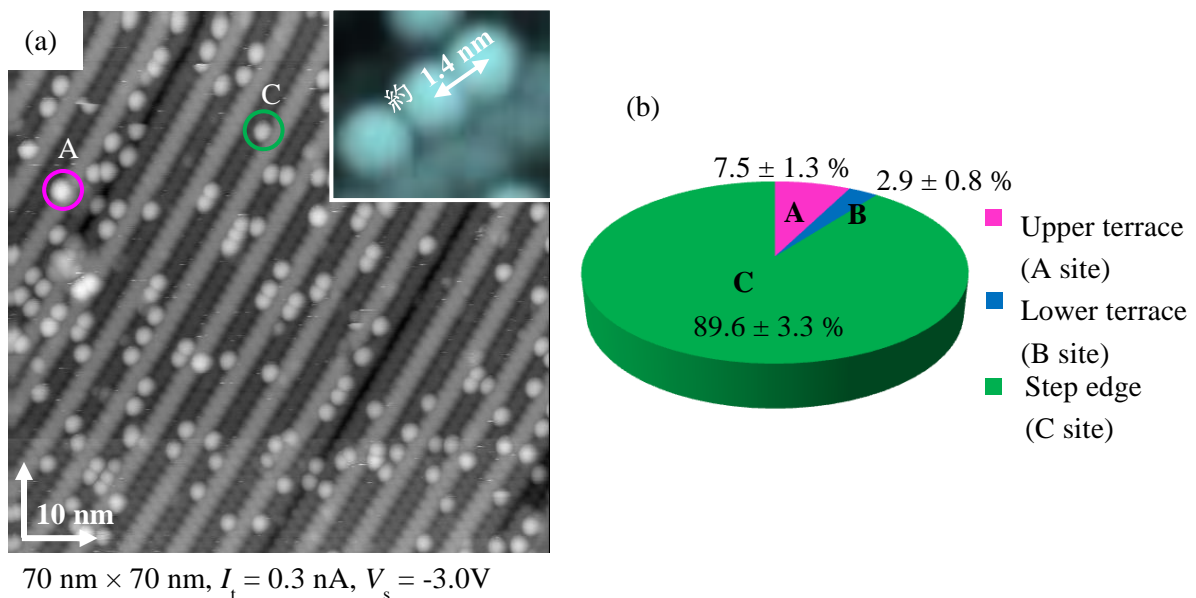 (a)
A
C
約 1.4 nm
10 nm
70 nm × 70 nm, Iₜ = 0.3 nA, Vₛ = -3.0V
(b)
7.5 ± 1.3 %
2.9 ± 0.8 %
A
B
C
89.6 ± 3.3 %
Upper terrace
(A site)
Lower terrace
(B site)
Step edge
(C site)